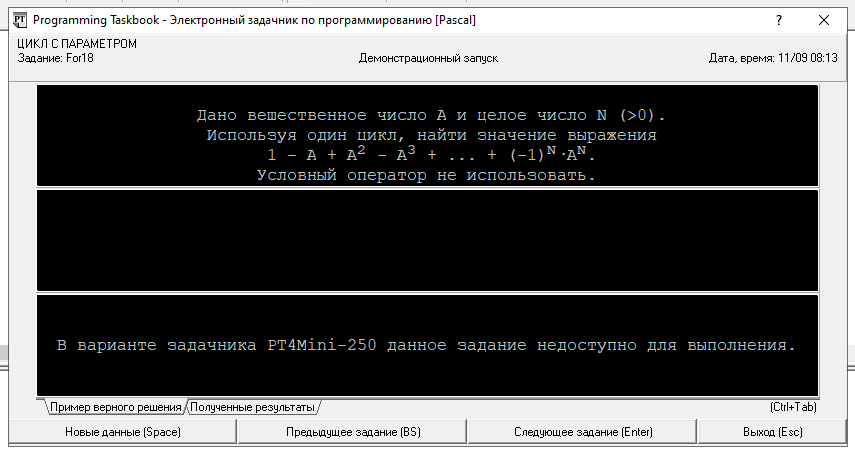 Programming Taskbook - Электронный задачник по программированию [Pascal]
ЦИКЛ С ПАРАМЕТРОМ
Задание: For18 Демонстрационный запуск Дата, время: 11/09 08:13
Дано вешественное число A и целое число N (>0).
Используя один цикл, найти значение выражения
1 − A + A² − A³ + ... + (−1)ᴺ·Aᴺ.
Условный оператор не использовать.
В варианте задачника PT4Mini-250 данное задание недоступно для выполнения.
Пример верного решения Полученные результаты (Ctrl+Tab)
Новые данные (Space) Предыдущее задание (BS) Следующее задание (Enter) Выход (Esc)